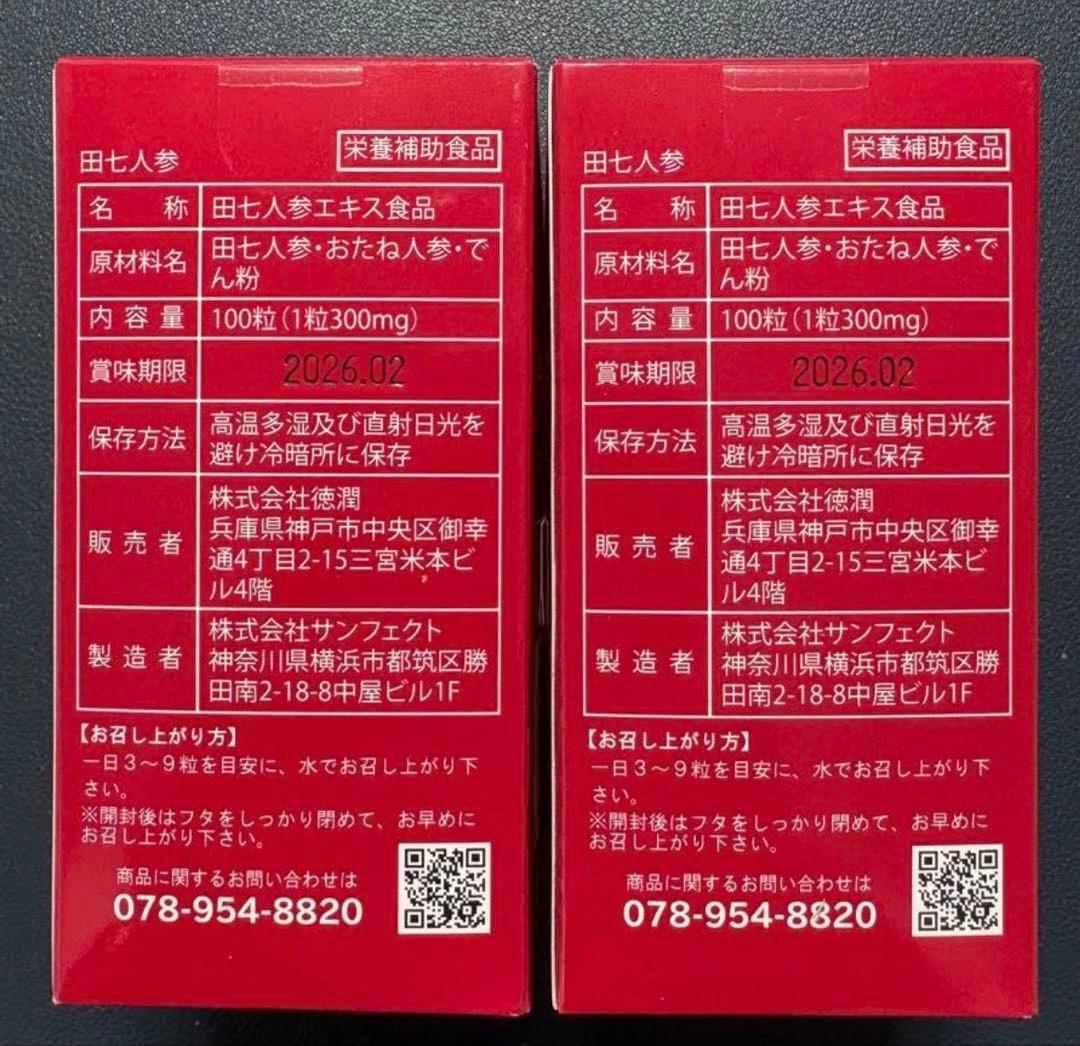 田七人参
栄養補助食品
名称 田七人参エキス食品
原材料名 田七人参・おたね人参・で
ん粉
内容量 100粒(1粒300mg)
賞味期限 2026.02
保存方法 高温多湿及び直射日光を
避け冷暗所に保存
販売者 株式会社徳潤
兵庫県神戸市中央区御幸
通4丁目2-15三宮米本ビ
ル4階
製造者 株式会社サンフェクト
神奈川県横浜市都筑区勝
田南2-18-8中屋ビル1F
【お召し上がり方】
一日3〜9粒を目安に、水でお召し上がり下
さい。
※開封後はフタをしっかり閉めて、お早めに
お召し上がり下さい。
商品に関するお問い合わせは
078-954-8820
田七人参
栄養補助食品
名称 田七人参エキス食品
原材料名 田七人参・おたね人参・で
ん粉
内容量 100粒(1粒300mg)
賞味期限 2026.02
保存方法 高温多湿及び直射日光を
避け冷暗所に保存
販売者 株式会社徳潤
兵庫県神戸市中央区御幸
通4丁目2-15三宮米本ビ
ル4階
製造者 株式会社サンフェクト
神奈川県横浜市都筑区勝
田南2-18-8中屋ビル1F
【お召し上がり方】
一日3〜9粒を目安に、水でお召し上がり下
さい。
※開封後はフタをしっかり閉めて、お早めに
お召し上がり下さい。
商品に関するお問い合わせは
078-954-8820